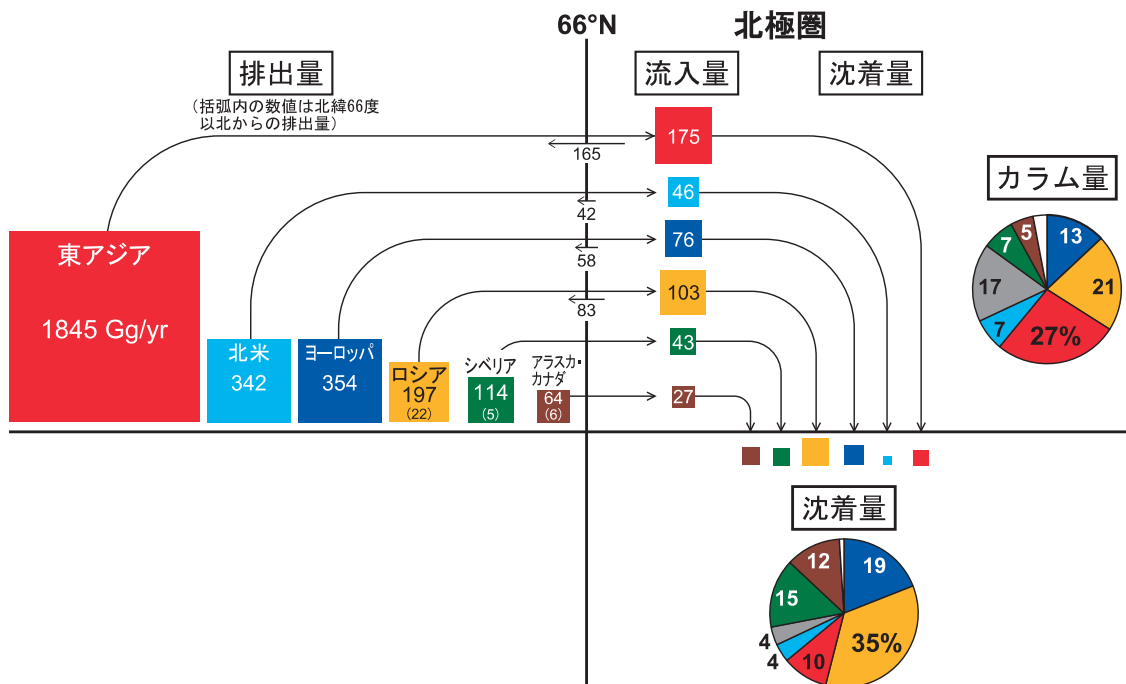 66°N
北極圏
排出量
(括弧内の数値は北緯66度
以北からの排出量)
流入量
沈着量
165
175
42
46
58
76
83
103
43
27
東アジア
1845 Gg/yr
北米
342
ヨーロッパ
354
ロシア
197
(22)
シベリア
114
(5)
アラスカ・
カナダ
64
(6)
カラム量
5
13
7
17
21
7
27%
沈着量
12
19
15
4
4
10
35%